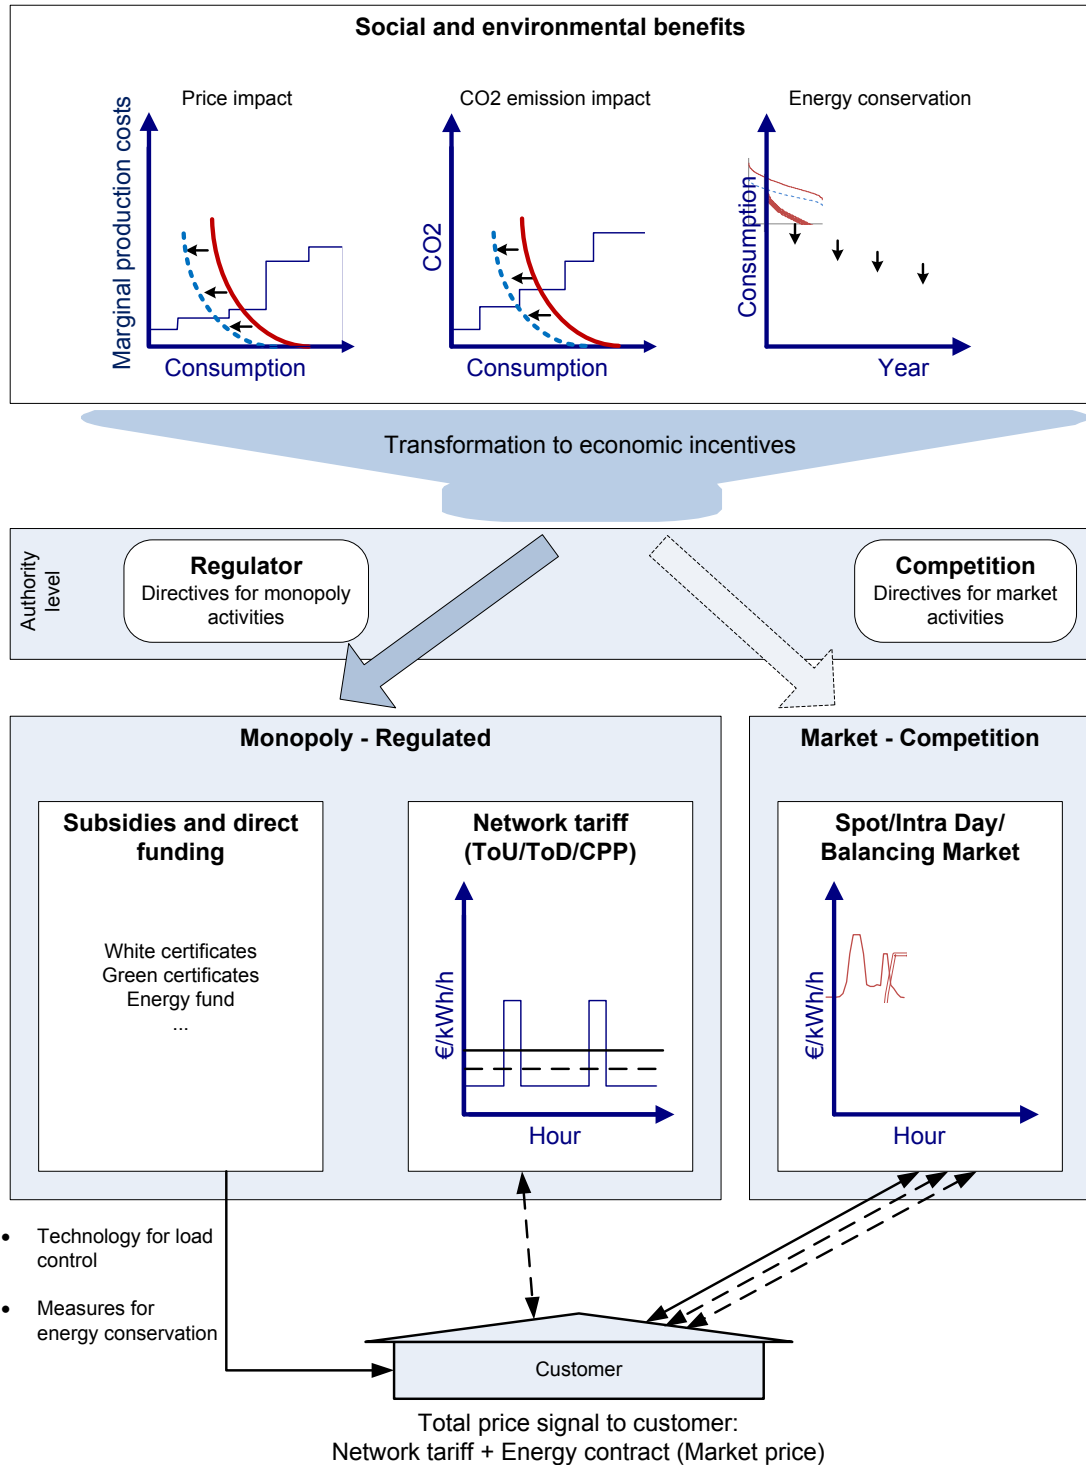 Social and environmental benefits
Price impact
CO2 emission impact
Energy conservation
Marginal production costs
Consumption
CO2
Consumption
Consumption
Year
Transformation to economic incentives
Authority
level
Regulator
Directives for monopoly
activities
Competition
Directives for market
activities
Monopoly - Regulated
Market - Competition
Subsidies and direct
funding
White certificates
Green certificates
Energy fund
...
Network tariff
(ToU/ToD/CPP)
€/kWh/h
Hour
Spot/Intra Day/
Balancing Market
€/kWh/h
Hour
• Technology for load
control
• Measures for
energy conservation
Customer
Total price signal to customer:
Network tariff + Energy contract (Market price)